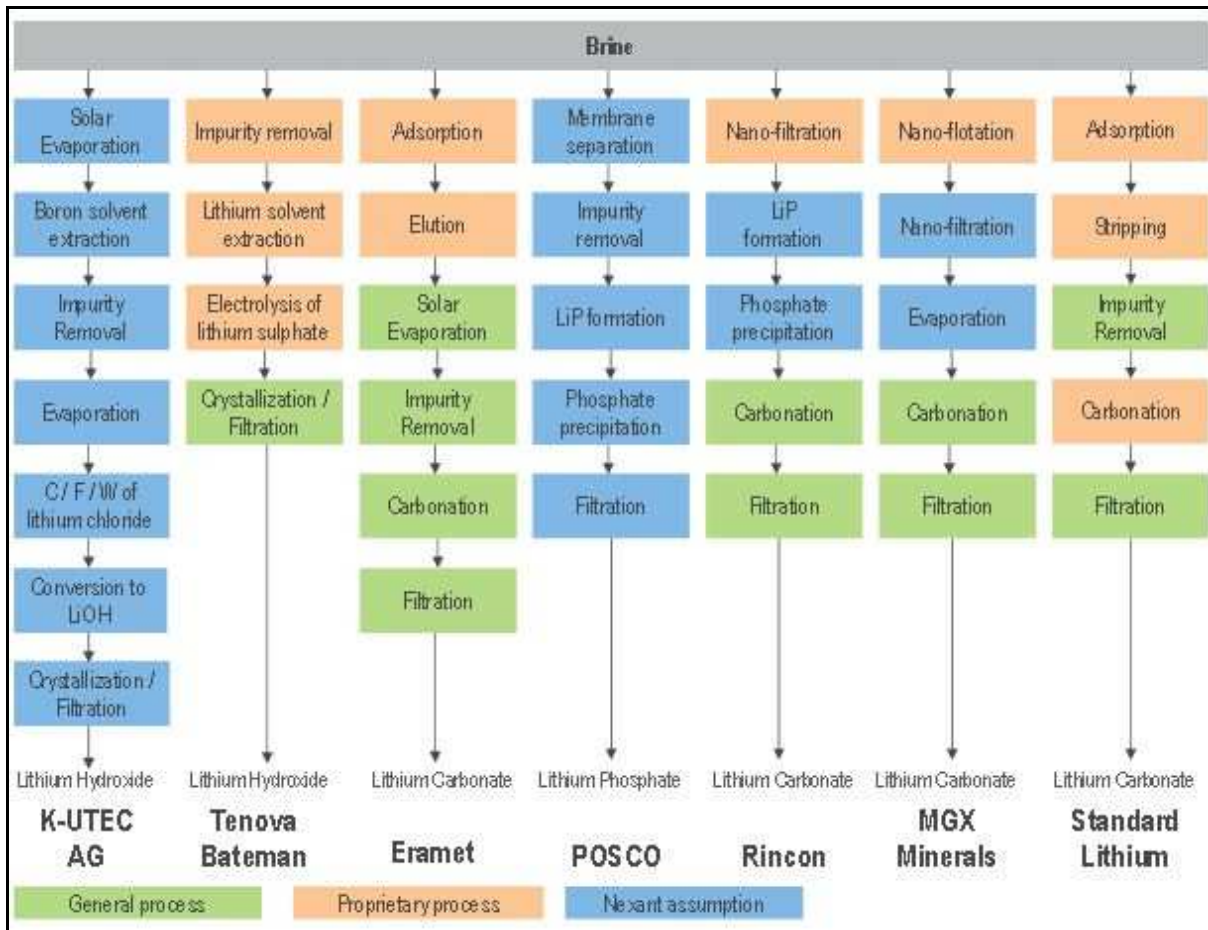 Brine
Solar
Evaporation
Boron solvent
extraction
Impurity
Removal
Evaporation
C / F / W of
lithium chloride
Conversion to
LiOH
Crystallization /
Filtration
Lithium Hydroxide
K-UTEC
AG
Impurity removal
Lithium solvent
extraction
Electrolysis of
lithium sulphate
Crystallization /
Filtration
Lithium Hydroxide
Tenova
Bateman
Adsorption
Elution
Solar
Evaporation
Impurity
Removal
Carbonation
Filtration
Lithium Carbonate
Eramet
Membrane
separation
Impurity
removal
LiP formation
Phosphate
precipitation
Filtration
Lithium Phosphate
POSCO
Nano-filtration
LiP
formation
Phosphate
precipitation
Carbonation
Filtration
Lithium Carbonate
Rincon
Nano-flotation
Nano-filtration
Evaporation
Carbonation
Filtration
Lithium Carbonate
MGX
Minerals
Adsorption
Stripping
Impurity
Removal
Carbonation
Filtration
Lithium Carbonate
Standard
Lithium
General process
Proprietary process
Nexant assumption